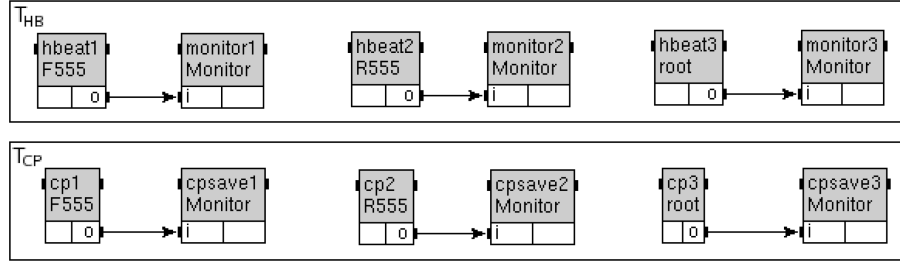 THB
hbeat1
F555
o
monitor1
Monitor
i
hbeat2
R555
o
monitor2
Monitor
i
hbeat3
root
o
monitor3
Monitor
i
TCP
cp1
F555
o
cpsave1
Monitor
i
cp2
R555
o
cpsave2
Monitor
i
cp3
root
o
cpsave3
Monitor
i